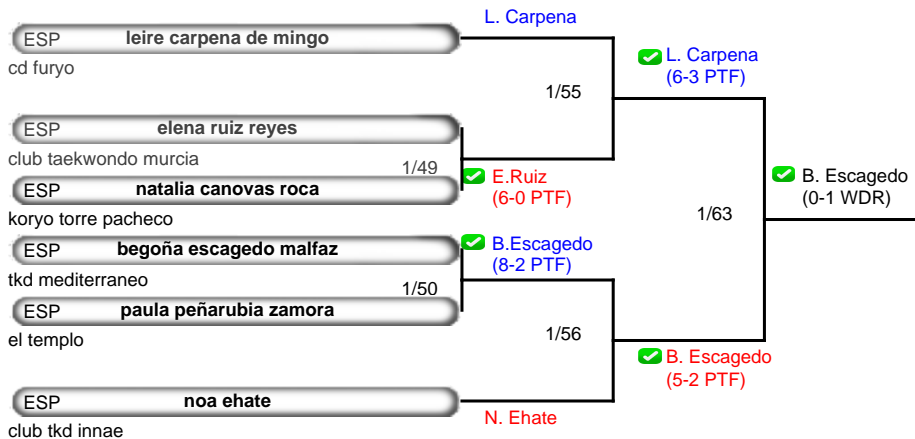 L. Carpena
ESP leire carpena de mingo
cd furyo
L. Carpena
(6-3 PTF)
1/55
ESP elena ruiz reyes
club taekwondo murcia
1/49
E.Ruiz
(6-0 PTF)
ESP natalia canovas roca
koryo torre pacheco
B. Escagedo
(0-1 WDR)
1/63
ESP begoña escagedo malfaz
tkd mediterraneo
B.Escagedo
(8-2 PTF)
1/50
ESP paula peñarubia zamora
el templo
1/56
B. Escagedo
(5-2 PTF)
ESP noa ehate
club tkd innae
N. Ehate